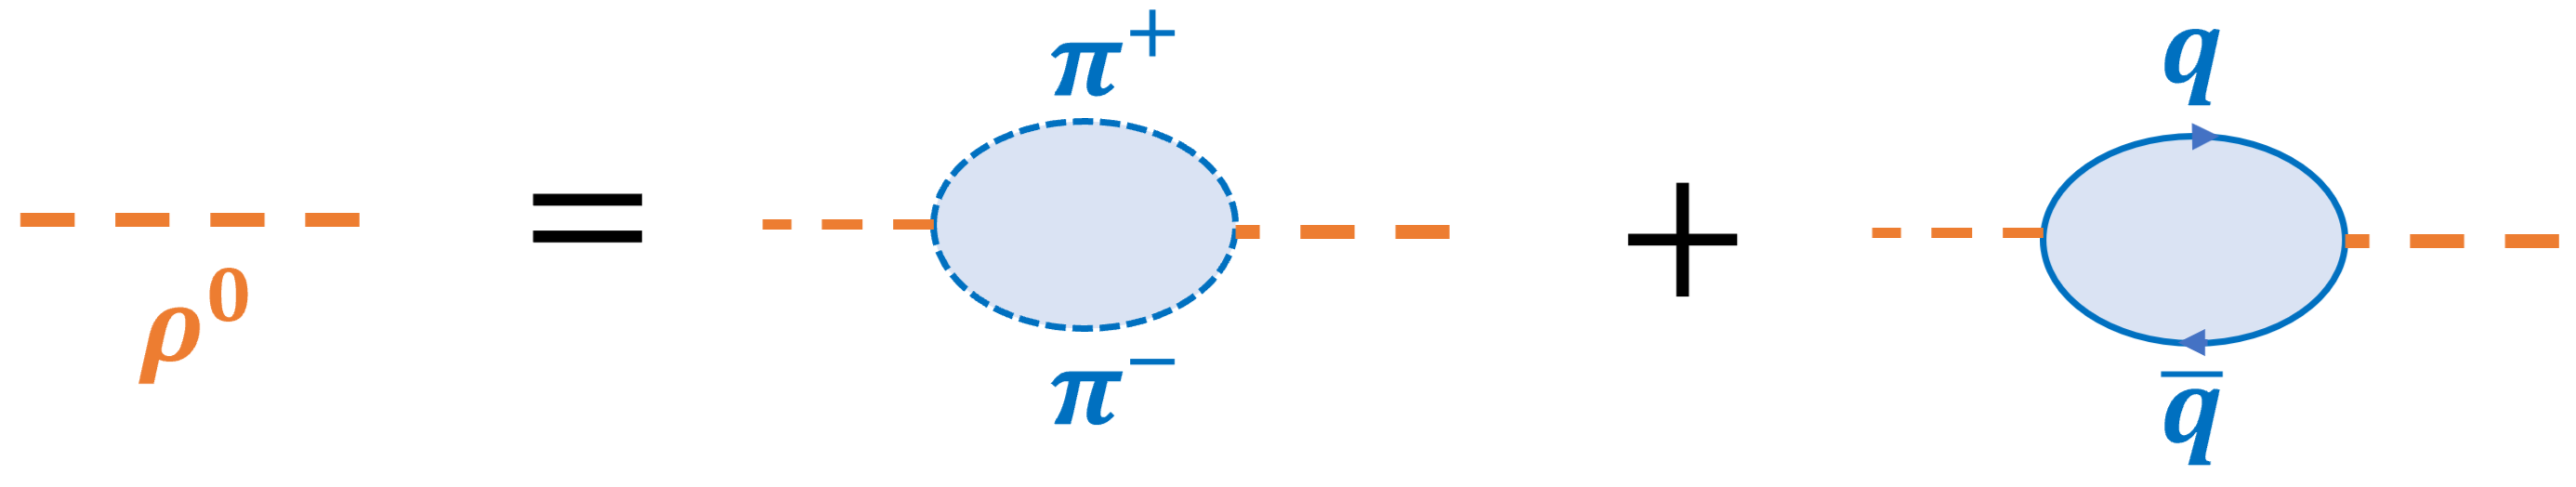 π⁺ q
= +
ρ⁰
π⁻ q̅